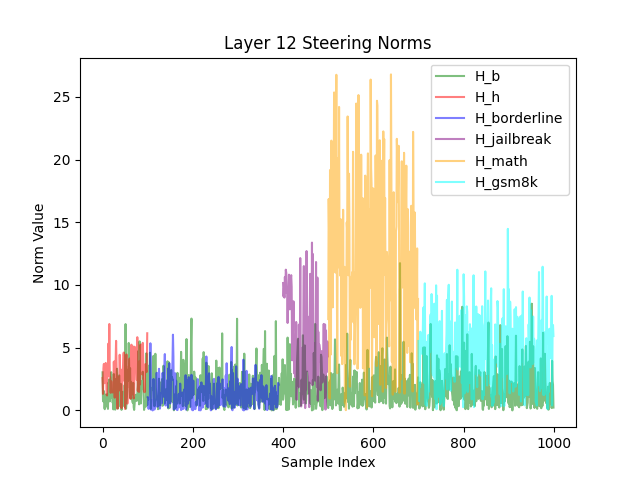 Layer 12 Steering Norms
H_b
H_h
H_borderline
H_jailbreak
H_math
H_gsm8k
Norm Value
25
20
15
10
5
0
0
200
400
600
800
1000
Sample Index